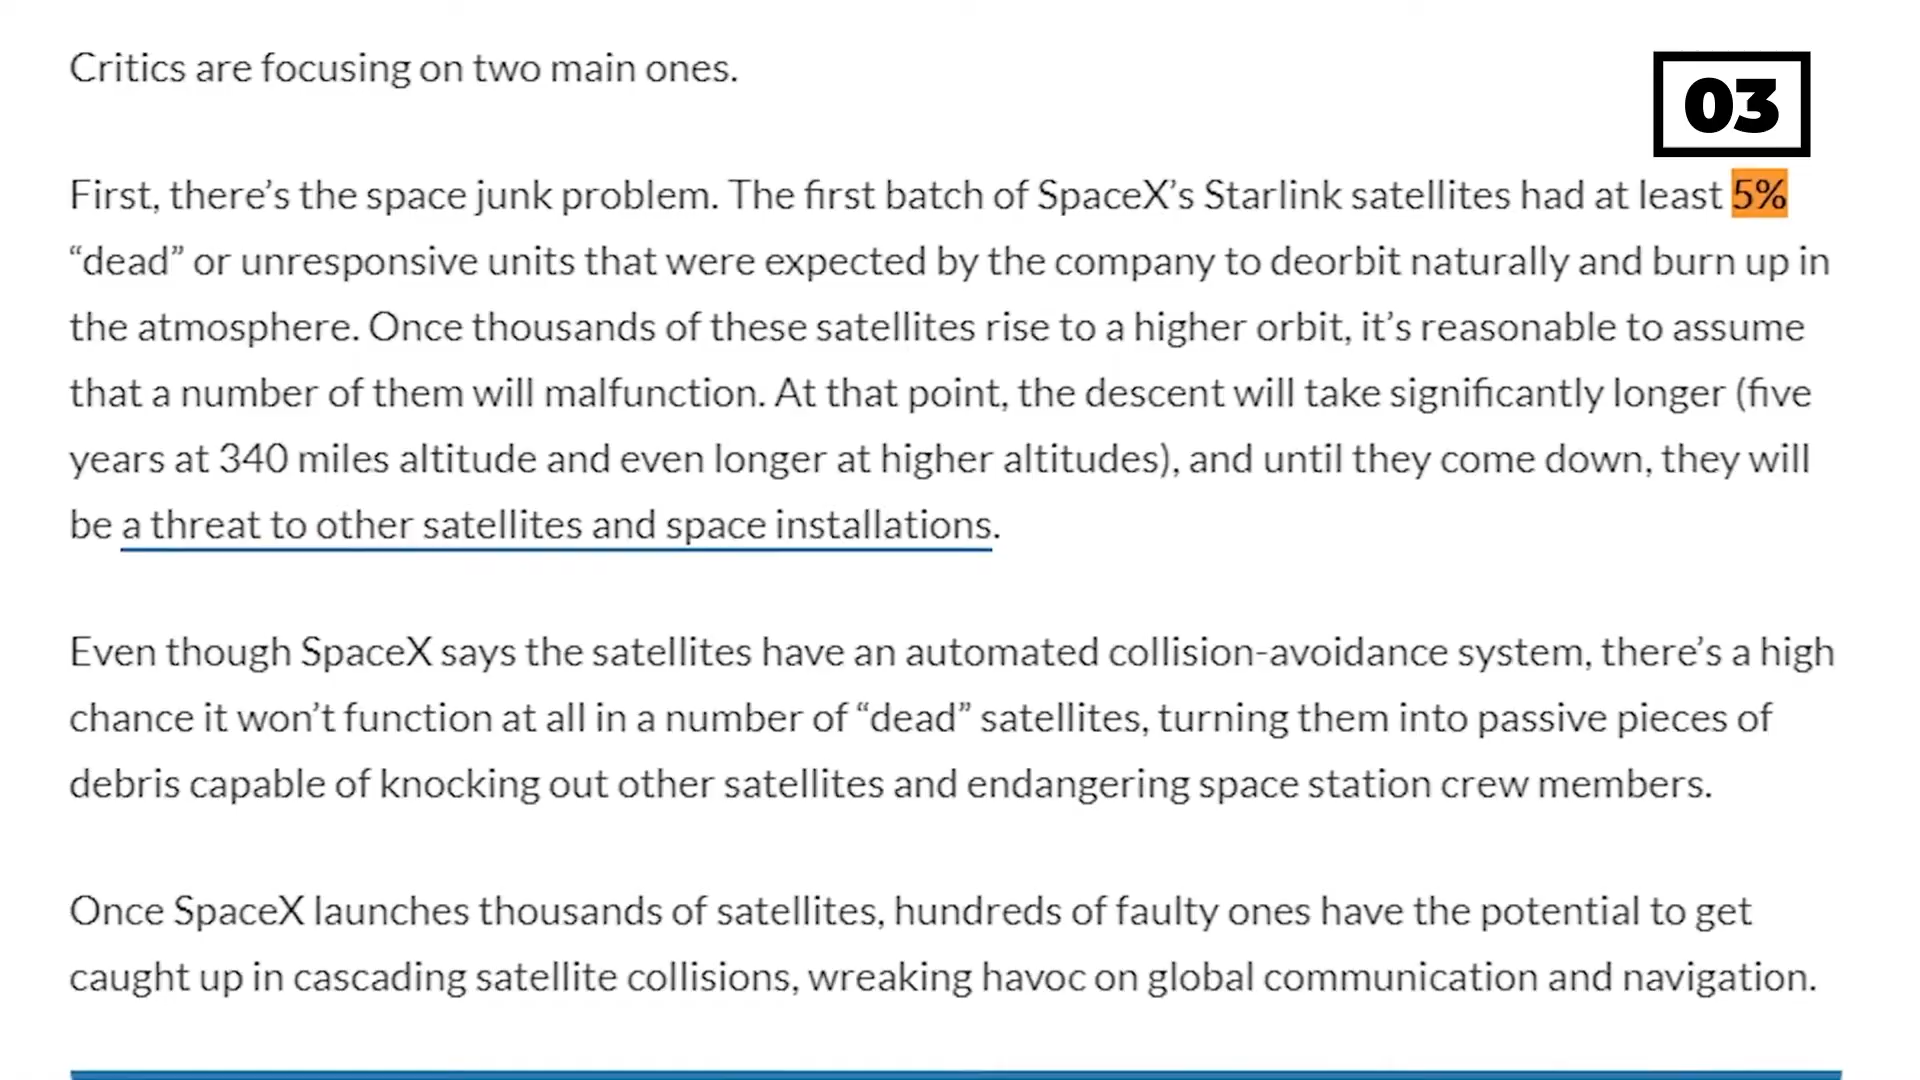 Critics are focusing on two main ones.
03
First, there’s the space junk problem. The first batch of SpaceX’s Starlink satellites had at least 5%
“dead” or unresponsive units that were expected by the company to deorbit naturally and burn up in
the atmosphere. Once thousands of these satellites rise to a higher orbit, it’s reasonable to assume
that a number of them will malfunction. At that point, the descent will take significantly longer (five
years at 340 miles altitude and even longer at higher altitudes), and until they come down, they will
be a threat to other satellites and space installations.
Even though SpaceX says the satellites have an automated collision-avoidance system, there’s a high
chance it won’t function at all in a number of “dead” satellites, turning them into passive pieces of
debris capable of knocking out other satellites and endangering space station crew members.
Once SpaceX launches thousands of satellites, hundreds of faulty ones have the potential to get
caught up in cascading satellite collisions, wreaking havoc on global communication and navigation.